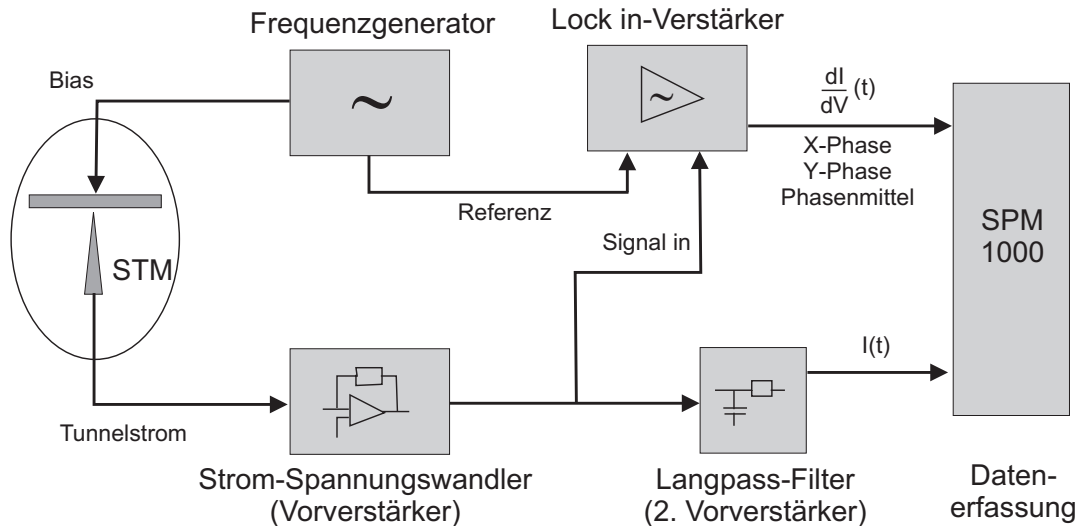 Frequenzgenerator
Lock in-Verstärker
Bias
~
~
dI
dV
(t)
X-Phase
Y-Phase
Phasenmittel
Referenz
Signal in
STM
SPM
1000
I(t)
Tunnelstrom
Strom-Spannungswandler
(Vorverstärker)
Langpass-Filter
(2. Vorverstärker)
Daten-
erfassung